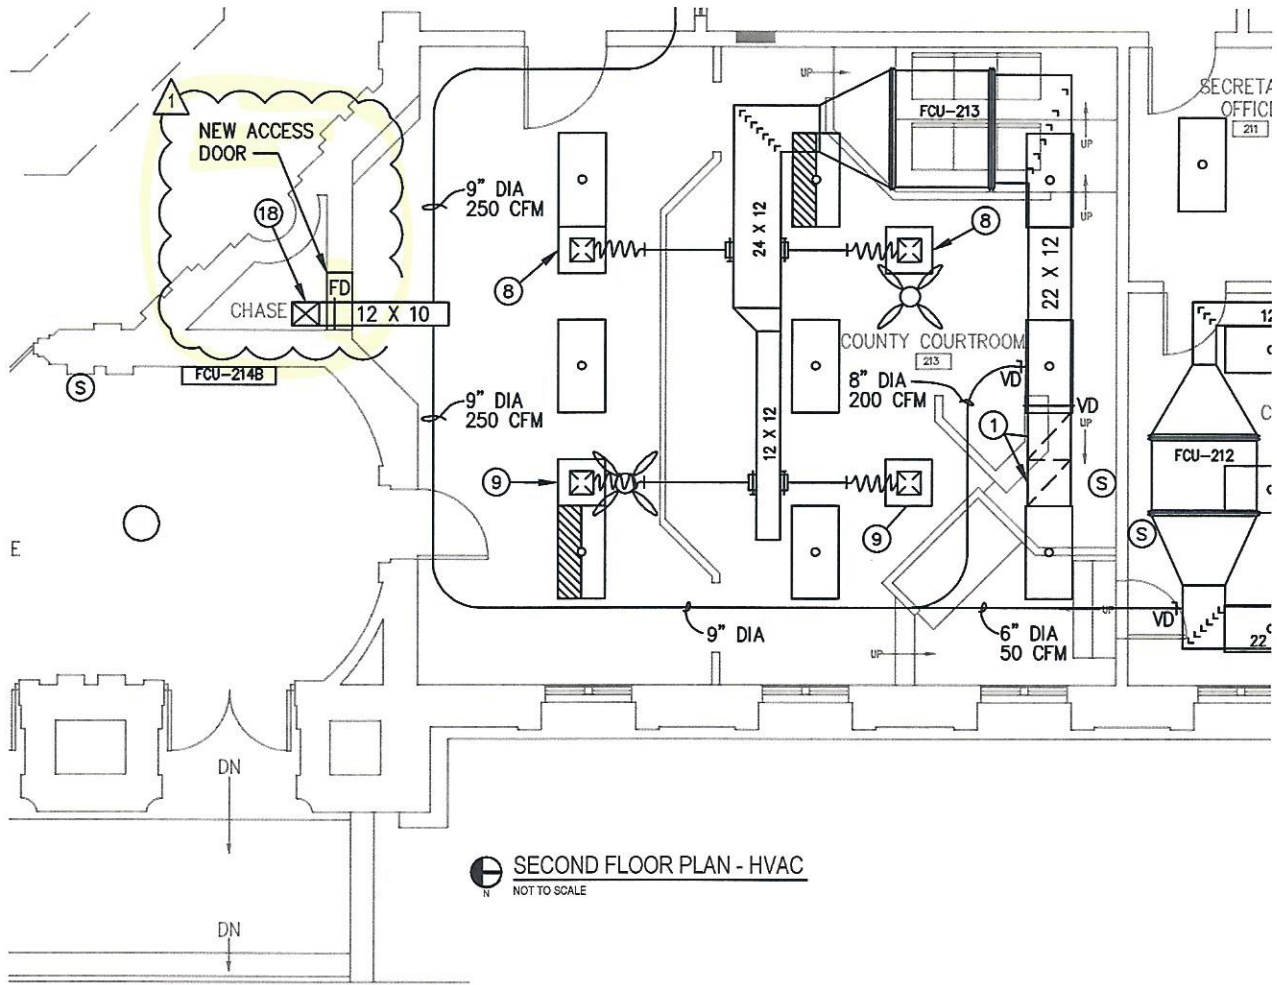 1
NEW ACCESS
DOOR
18
CHASE
FD
12 X 10
FCU-214B
S
E
DN
DN
9" DIA
250 CFM
9" DIA
250 CFM
8
9
9" DIA
24 X 12
12 X 12
UP
FCU-213
UP
UP
8
22 X 12
COUNTY COURTROOM
213
8" DIA
200 CFM
VD
VD
UP
1
S
9
UP
6" DIA
50 CFM
UP
VD
SECRETA
OFFIC
211
12
C
FCU-212
S
22
N
SECOND FLOOR PLAN - HVAC
NOT TO SCALE